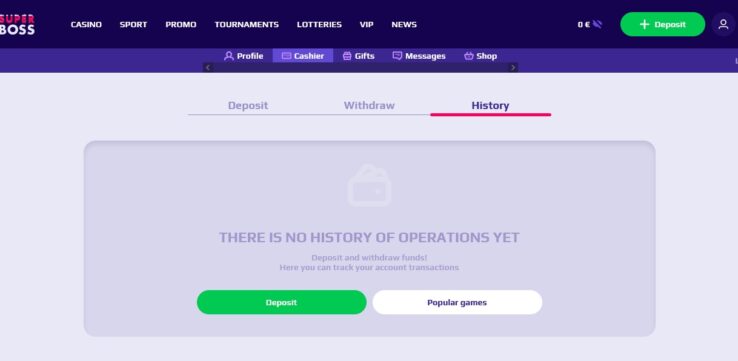 SUPER
BOSS
CASINO SPORT PROMO TOURNAMENTS LOTTERIES VIP NEWS 0 € Deposit
Profile Cashier Gifts Messages Shop
Deposit Withdraw History
THERE IS NO HISTORY OF OPERATIONS YET
Deposit and withdraw funds!
Here you can track your account transactions
Deposit Popular games